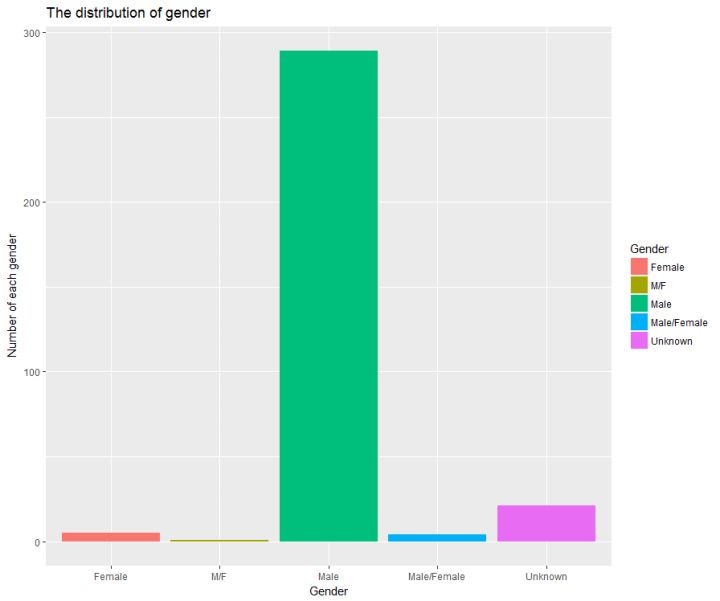 The distribution of gender
300
200
100
0
Number of each gender
Female
M/F
Male
Male/Female
Unknown
Gender
Gender
Female
M/F
Male
Male/Female
Unknown